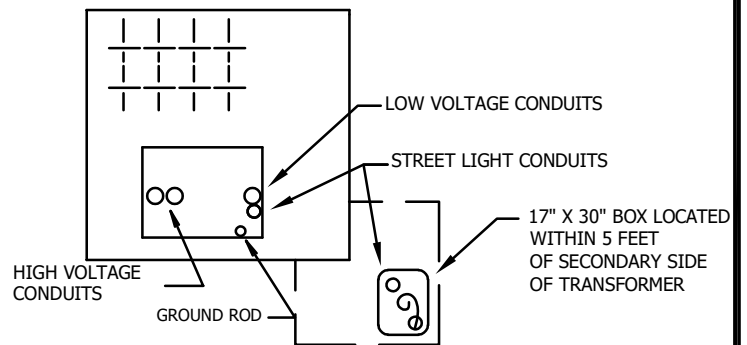 LOW VOLTAGE CONDUITS
STREET LIGHT CONDUITS
17" X 30" BOX LOCATED
WITHIN 5 FEET
OF SECONDARY SIDE
OF TRANSFORMER
HIGH VOLTAGE
CONDUITS
GROUND ROD